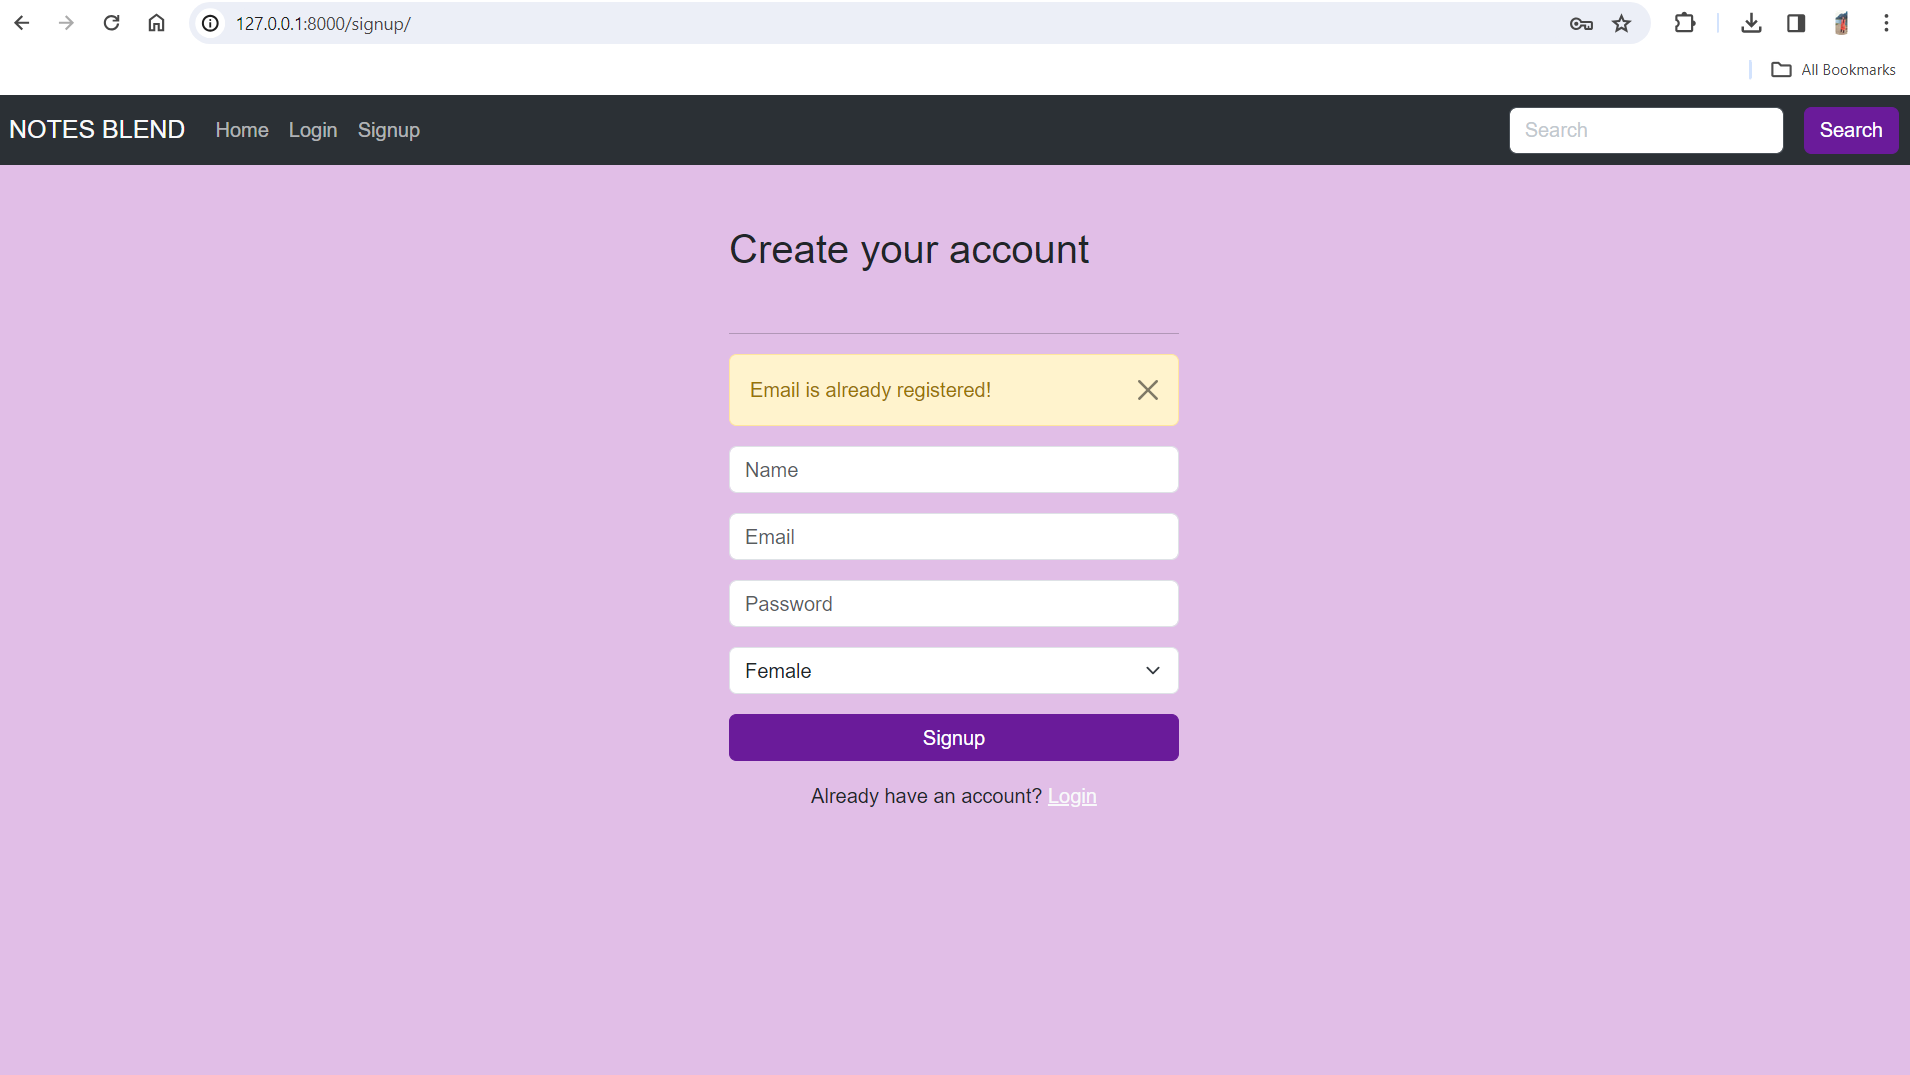 127.0.0.1:8000/signup/
All Bookmarks
NOTES BLEND Home Login Signup Search Search
Create your account
Email is already registered!
Name
Email
Password
Female
Signup
Already have an account? Login